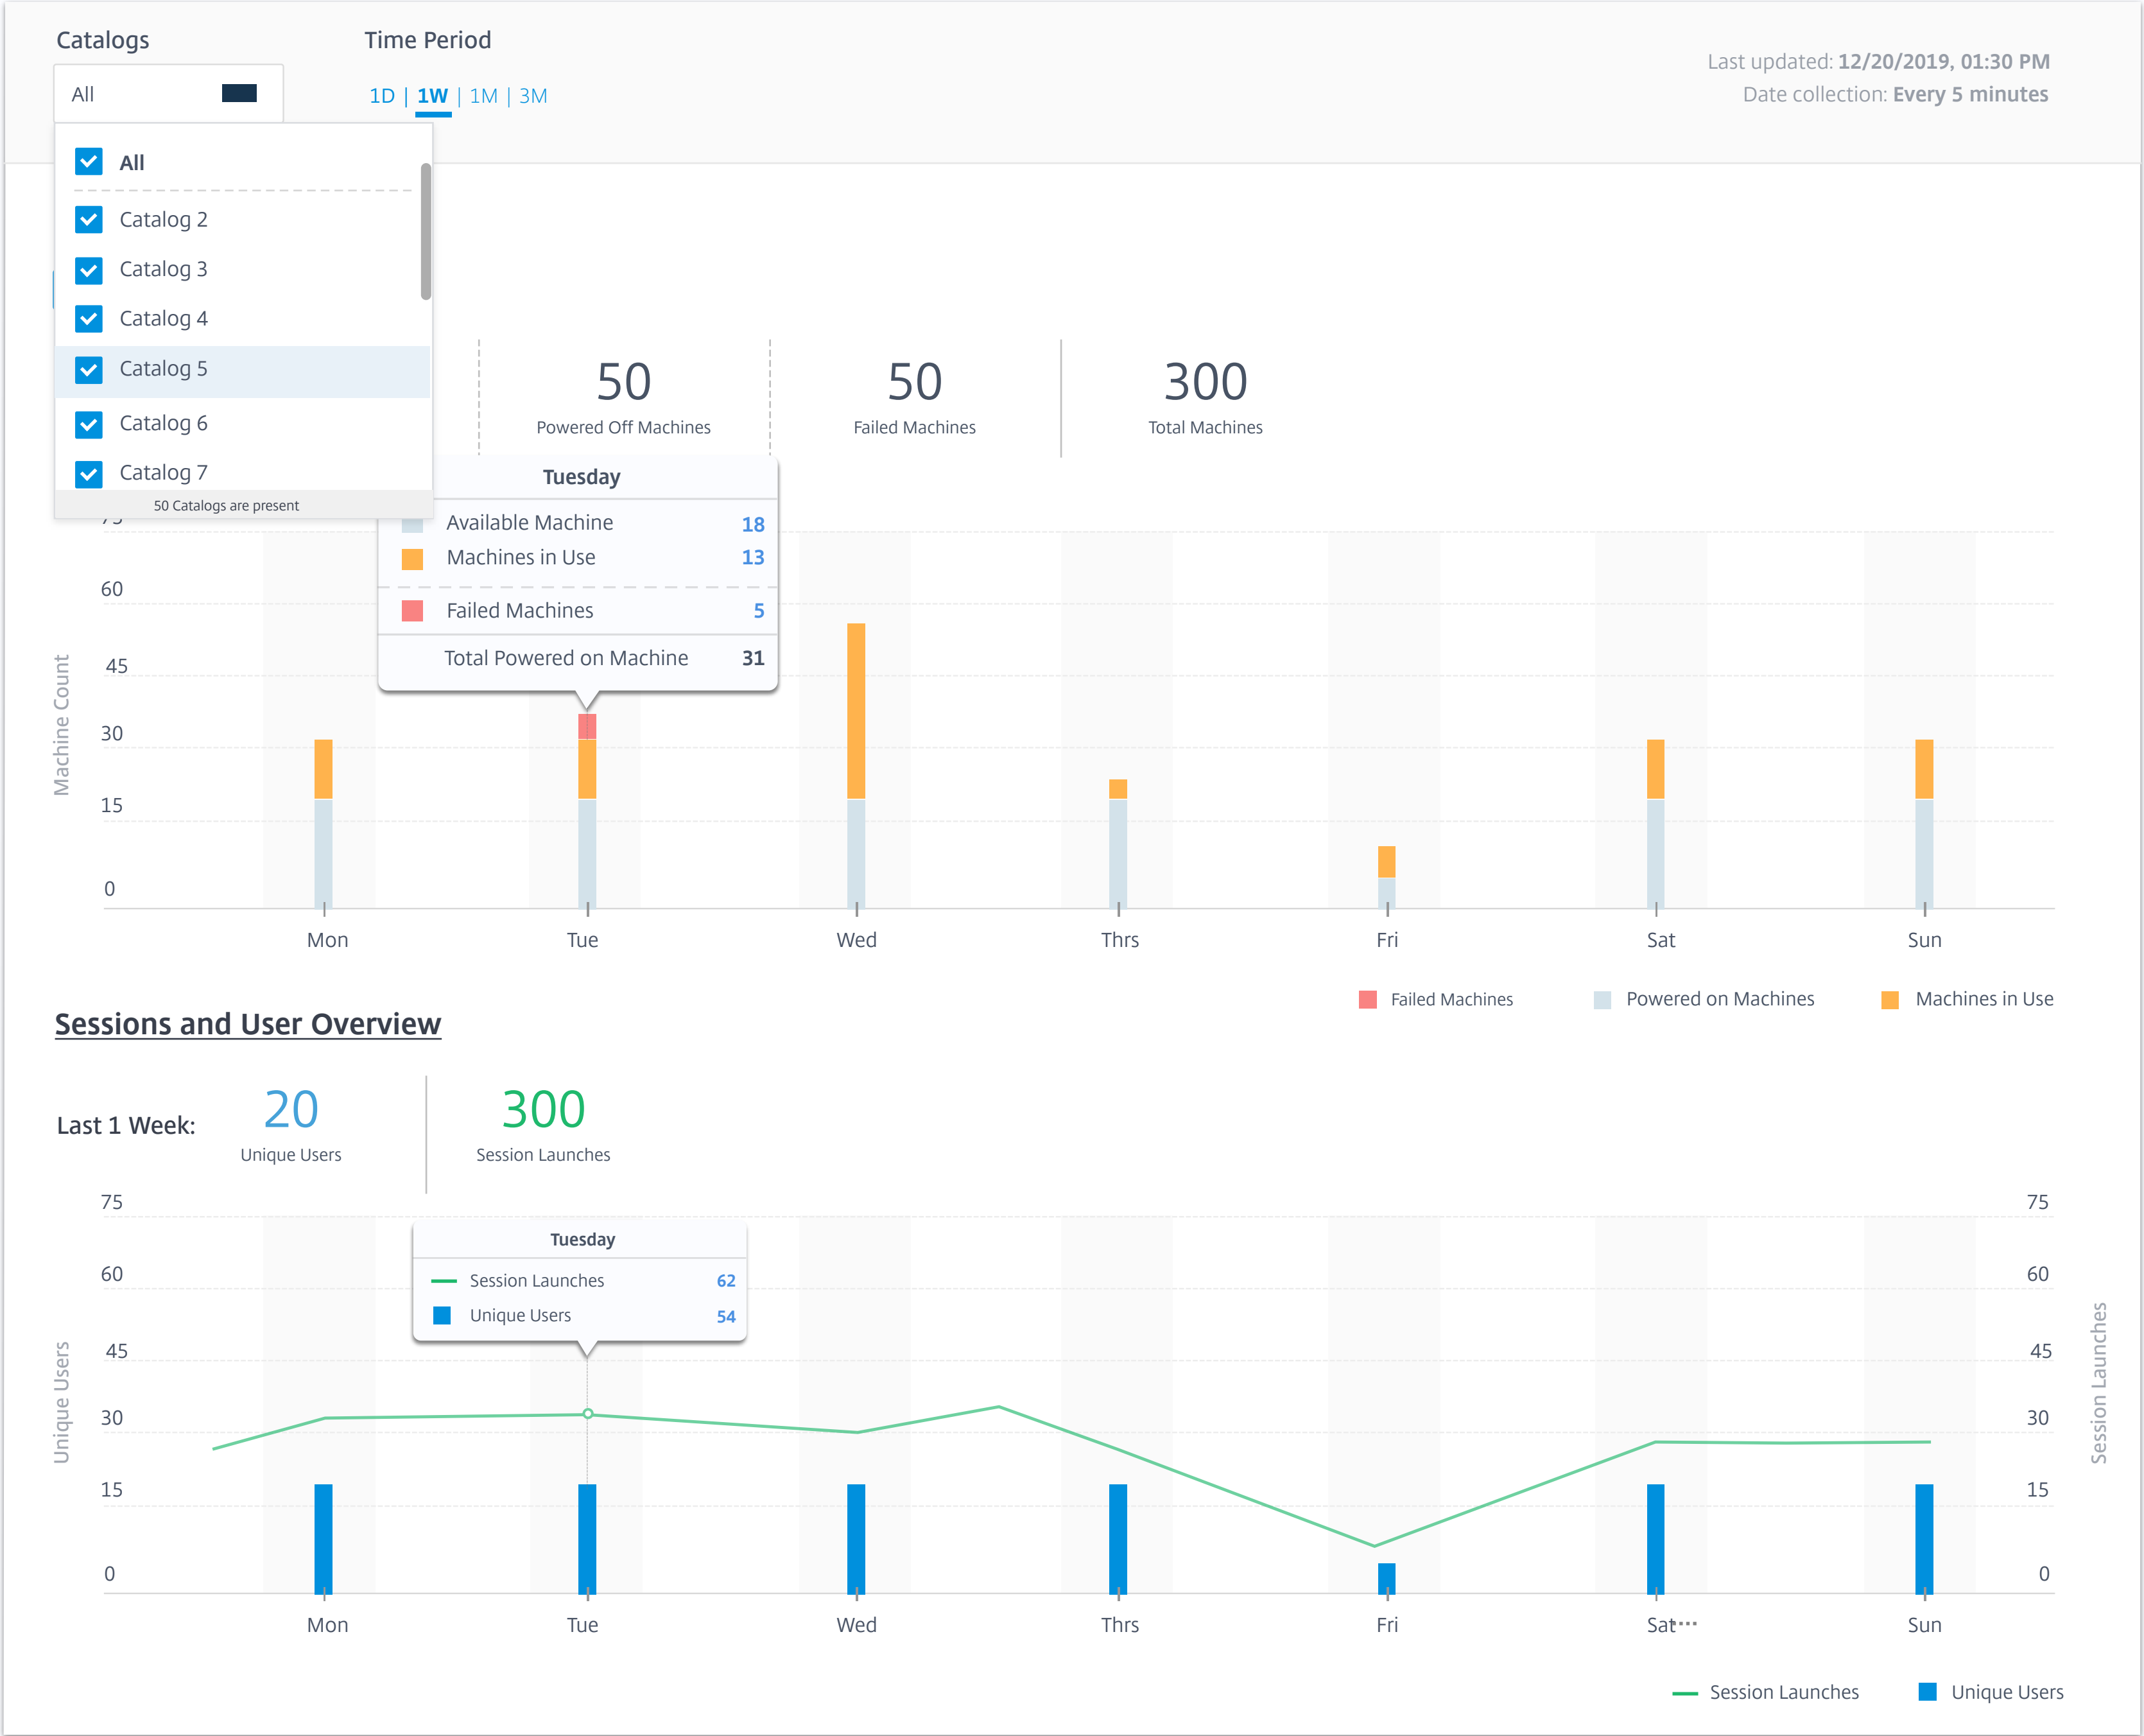 Catalogs
Time Period
Last updated: 12/20/2019, 01:30 PM
All
1D | 1W | 1M | 3M
Date collection: Every 5 minutes
All
Catalog 2
Catalog 3
Catalog 4
Catalog 5
Catalog 6
Catalog 7
50 Catalogs are present
50
Powered Off Machines
50
Failed Machines
300
Total Machines
Tuesday
Available Machine 18
Machines in Use 13
Failed Machines 5
Total Powered on Machine 31
Machine Count
75
60
45
30
15
0
Mon Tue Wed Thrs Fri Sat Sun
Failed Machines Powered on Machines Machines in Use
Sessions and User Overview
Last 1 Week:
20
Unique Users
300
Session Launches
Tuesday
Session Launches 62
Unique Users 54
Unique Users
75
60
45
30
15
0
75
60
45
30
15
0
Session Launches
Mon Tue Wed Thrs Fri Sat Sun
Session Launches Unique Users